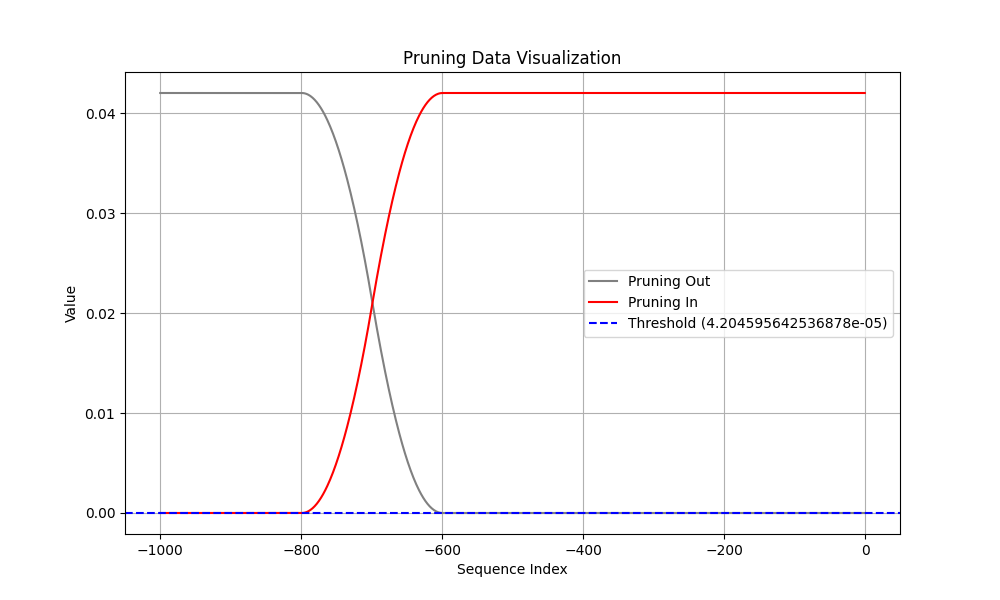 Pruning Data Visualization
Value
0.04
0.03
0.02
0.01
0.00
Pruning Out
Pruning In
Threshold (4.204595642536878e-05)
−1000
−800
−600
−400
−200
0
Sequence Index